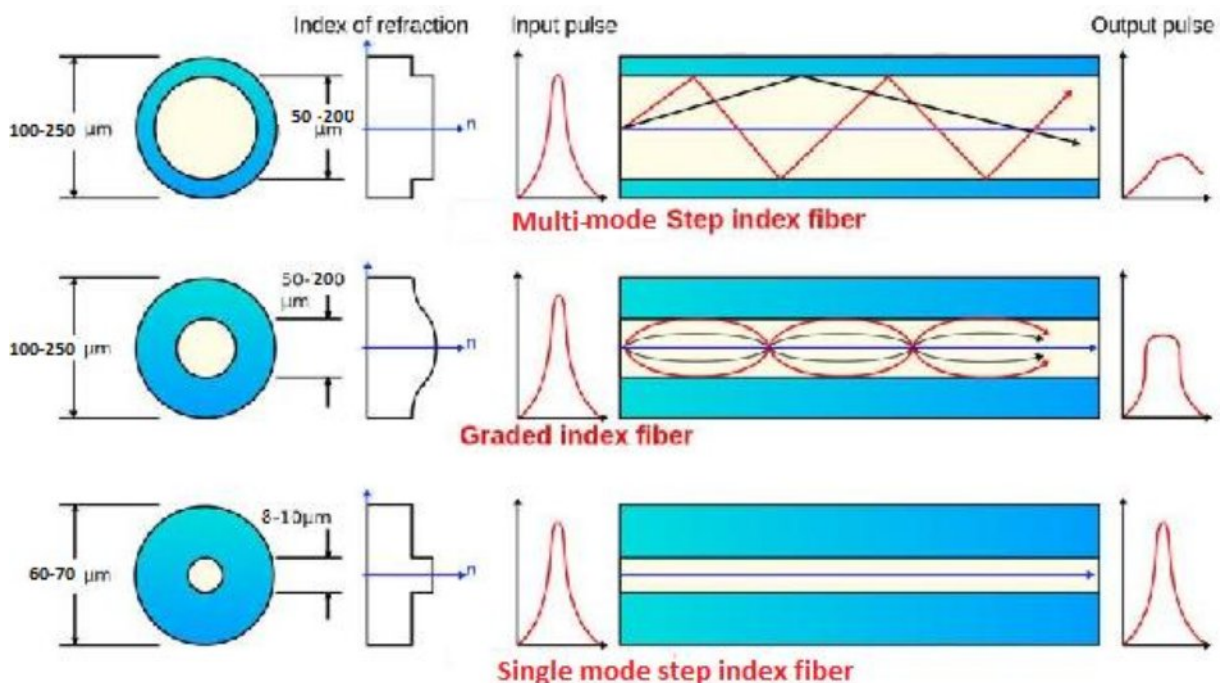 Index of refraction Input pulse Output pulse
100-250 μm
50 -200
μm
n
Multi-mode Step index fiber
50-200
μm
100-250 μm
n
Graded index fiber
8-10μm
60-70 μm
n
Single mode step index fiber